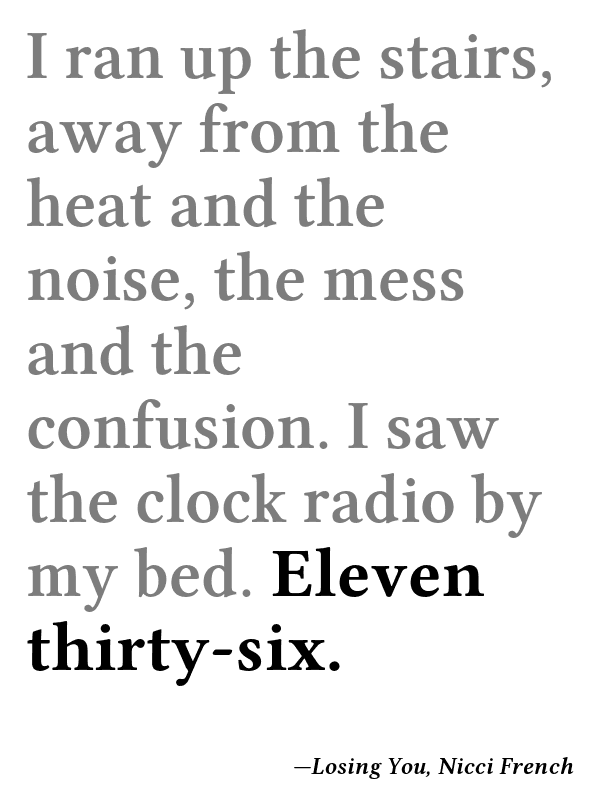 I ran up the stairs,
away from the
heat and the
noise, the mess
and the
confusion. I saw
the clock radio by
my bed. Eleven
thirty-six.
—Losing You, Nicci French